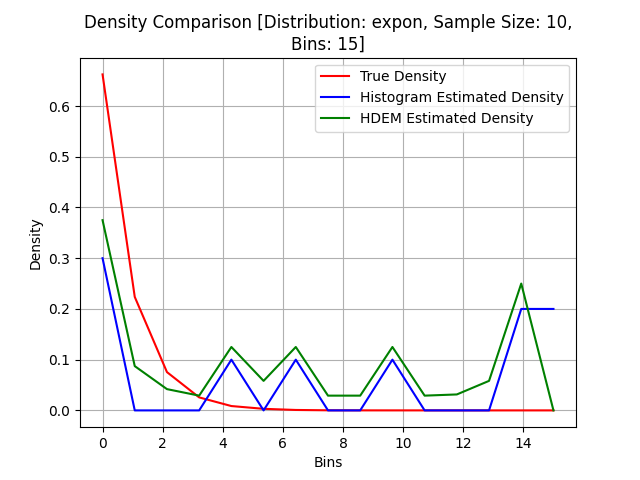 Density Comparison [Distribution: expon, Sample Size: 10,
Bins: 15]
True Density
Histogram Estimated Density
HDEM Estimated Density
Density
0.6
0.5
0.4
0.3
0.2
0.1
0.0
0 2 4 6 8 10 12 14
Bins